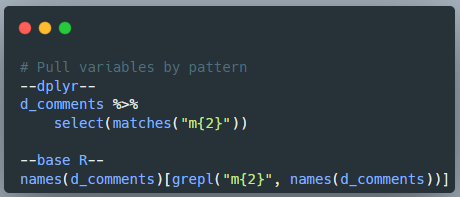 # Pull variables by pattern
--dplyr--
d_comments %>%
    select(matches("m{2}"))
--base R--
names(d_comments)[grepl("m{2}", names(d_comments))]